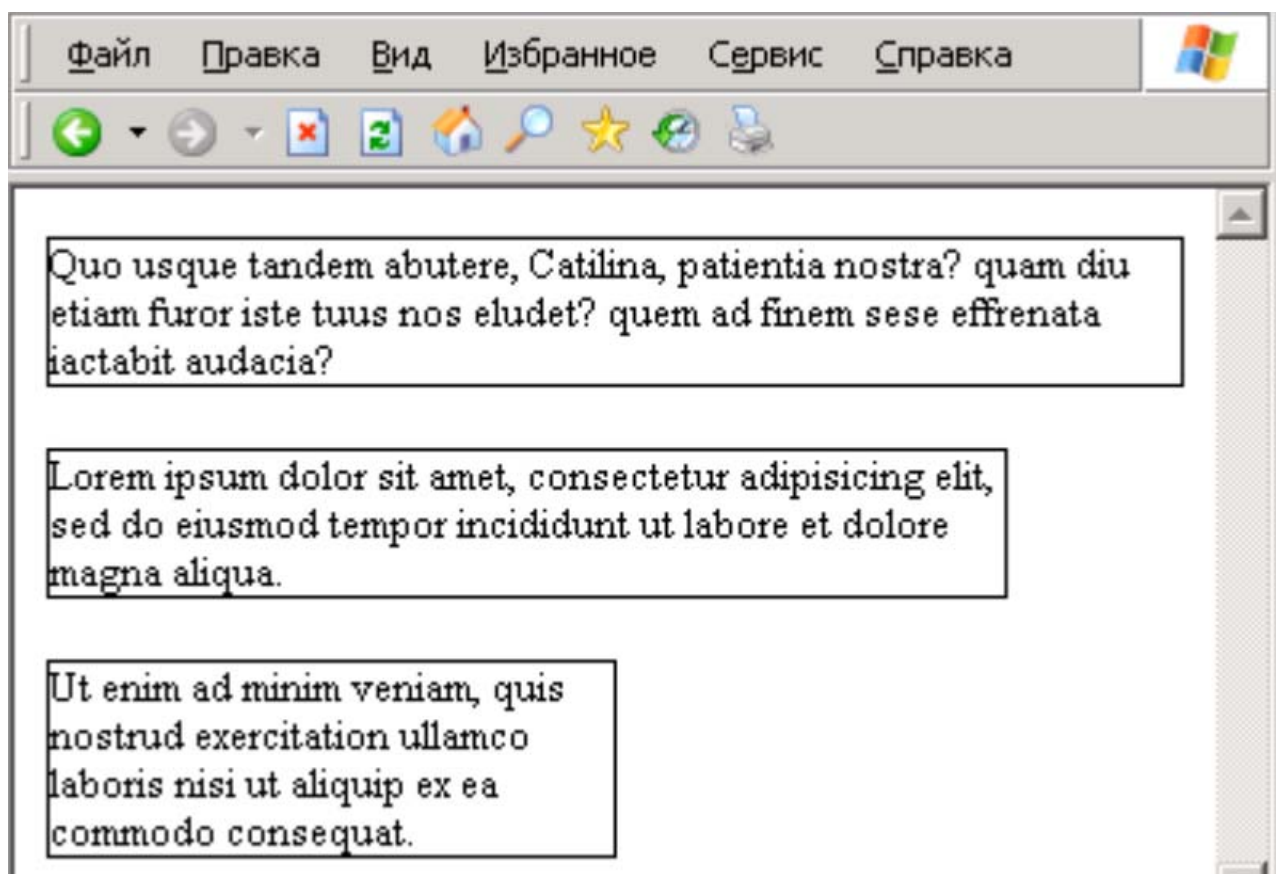 Файл Правка Вид Избранное Сервис Справка
Quo usque tandem abutere, Catilina, patientia nostra? quam diu
etiam furor iste tuus nos eludet? quem ad finem sese effrenata
iactabit audacia?
Lorem ipsum dolor sit amet, consectetur adipisicing elit,
sed do eiusmod tempor incididunt ut labore et dolore
magna aliqua.
Ut enim ad minim veniam, quis
nostrud exercitation ullamco
laboris nisi ut aliquip ex ea
commodo consequat.